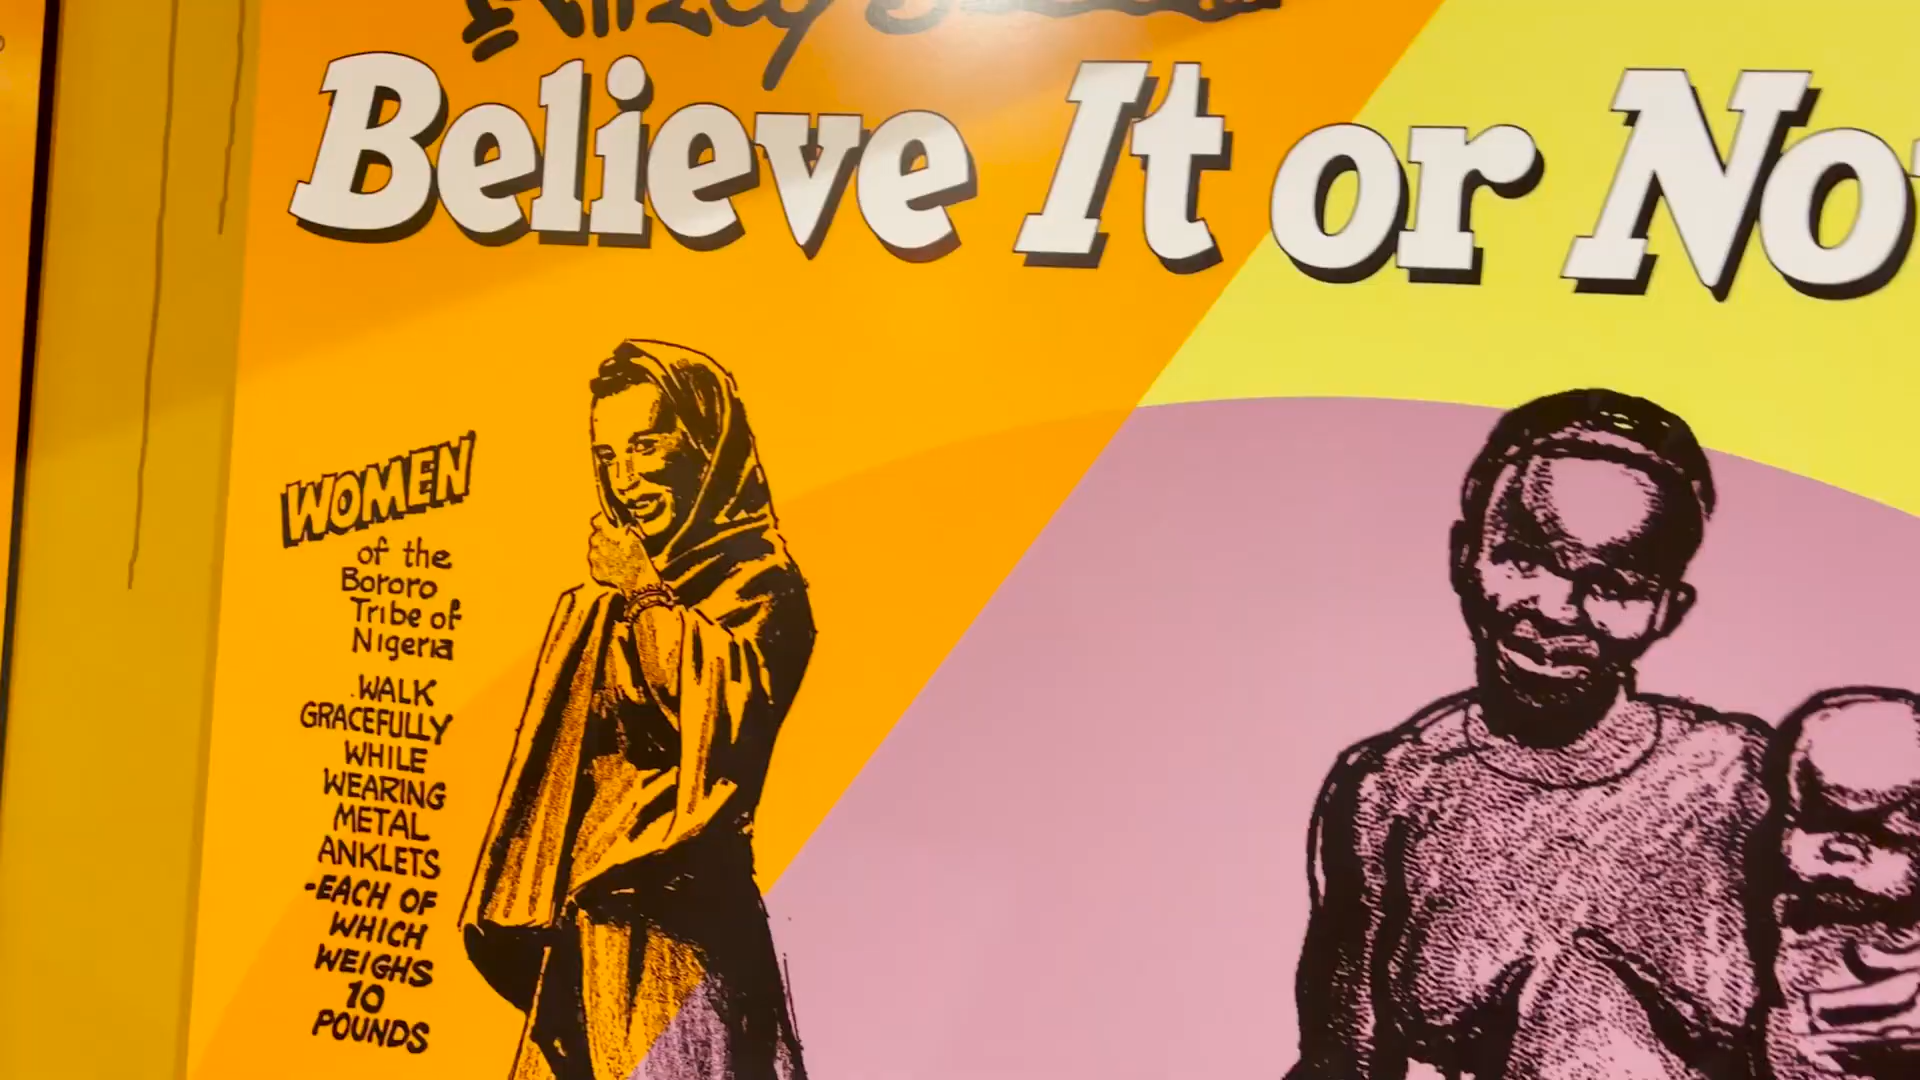 Believe It or No
WOMEN
of the
Bororo
Tribe of
Nigeria
WALK
GRACEFULLY
WHILE
WEARING
METAL
ANKLETS
-EACH OF
WHICH
WEIGHS
10
POUNDS